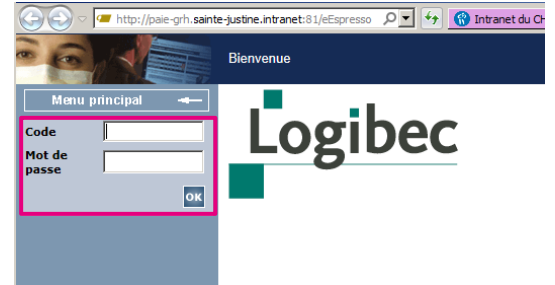 http://paie-grh.sainte-justine.intranet:81/eEspresso
Intranet du CH
Bienvenue
Menu principal
Code
Mot de
passe
OK
Logibec